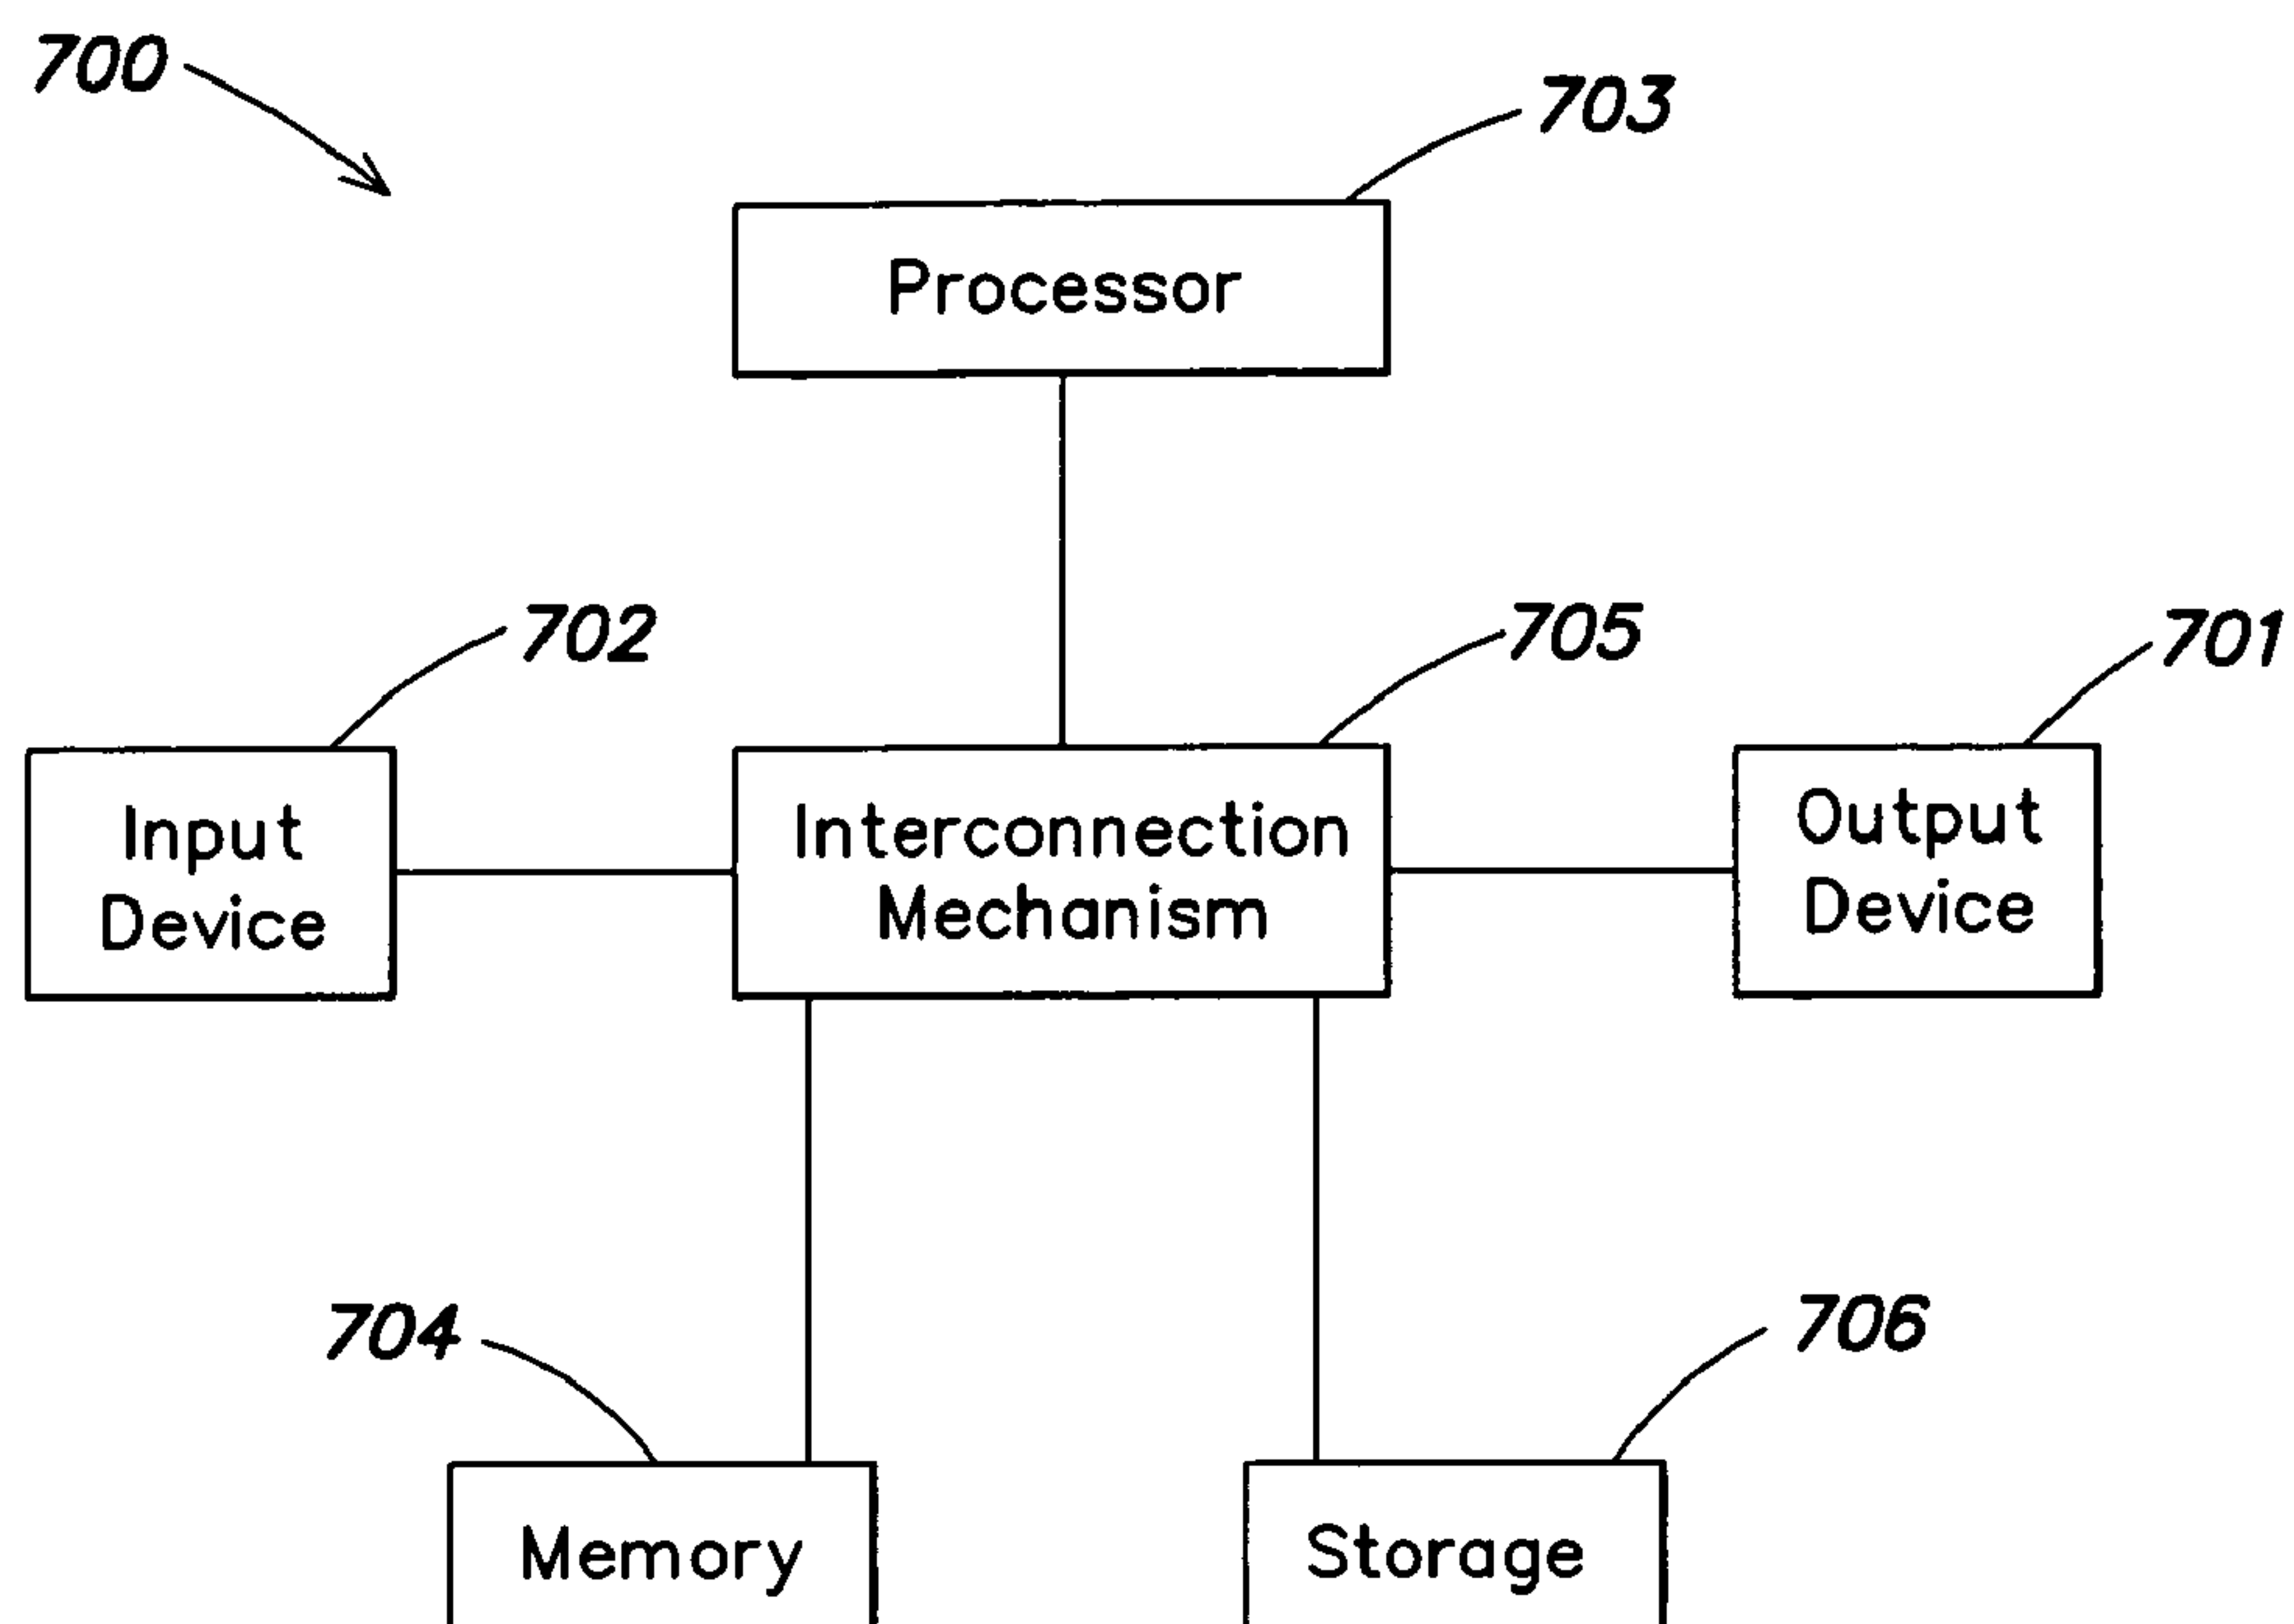 700
703
Processor
702
705
701
Input
Device
Interconnection
Mechanism
Output
Device
704
706
Memory
Storage